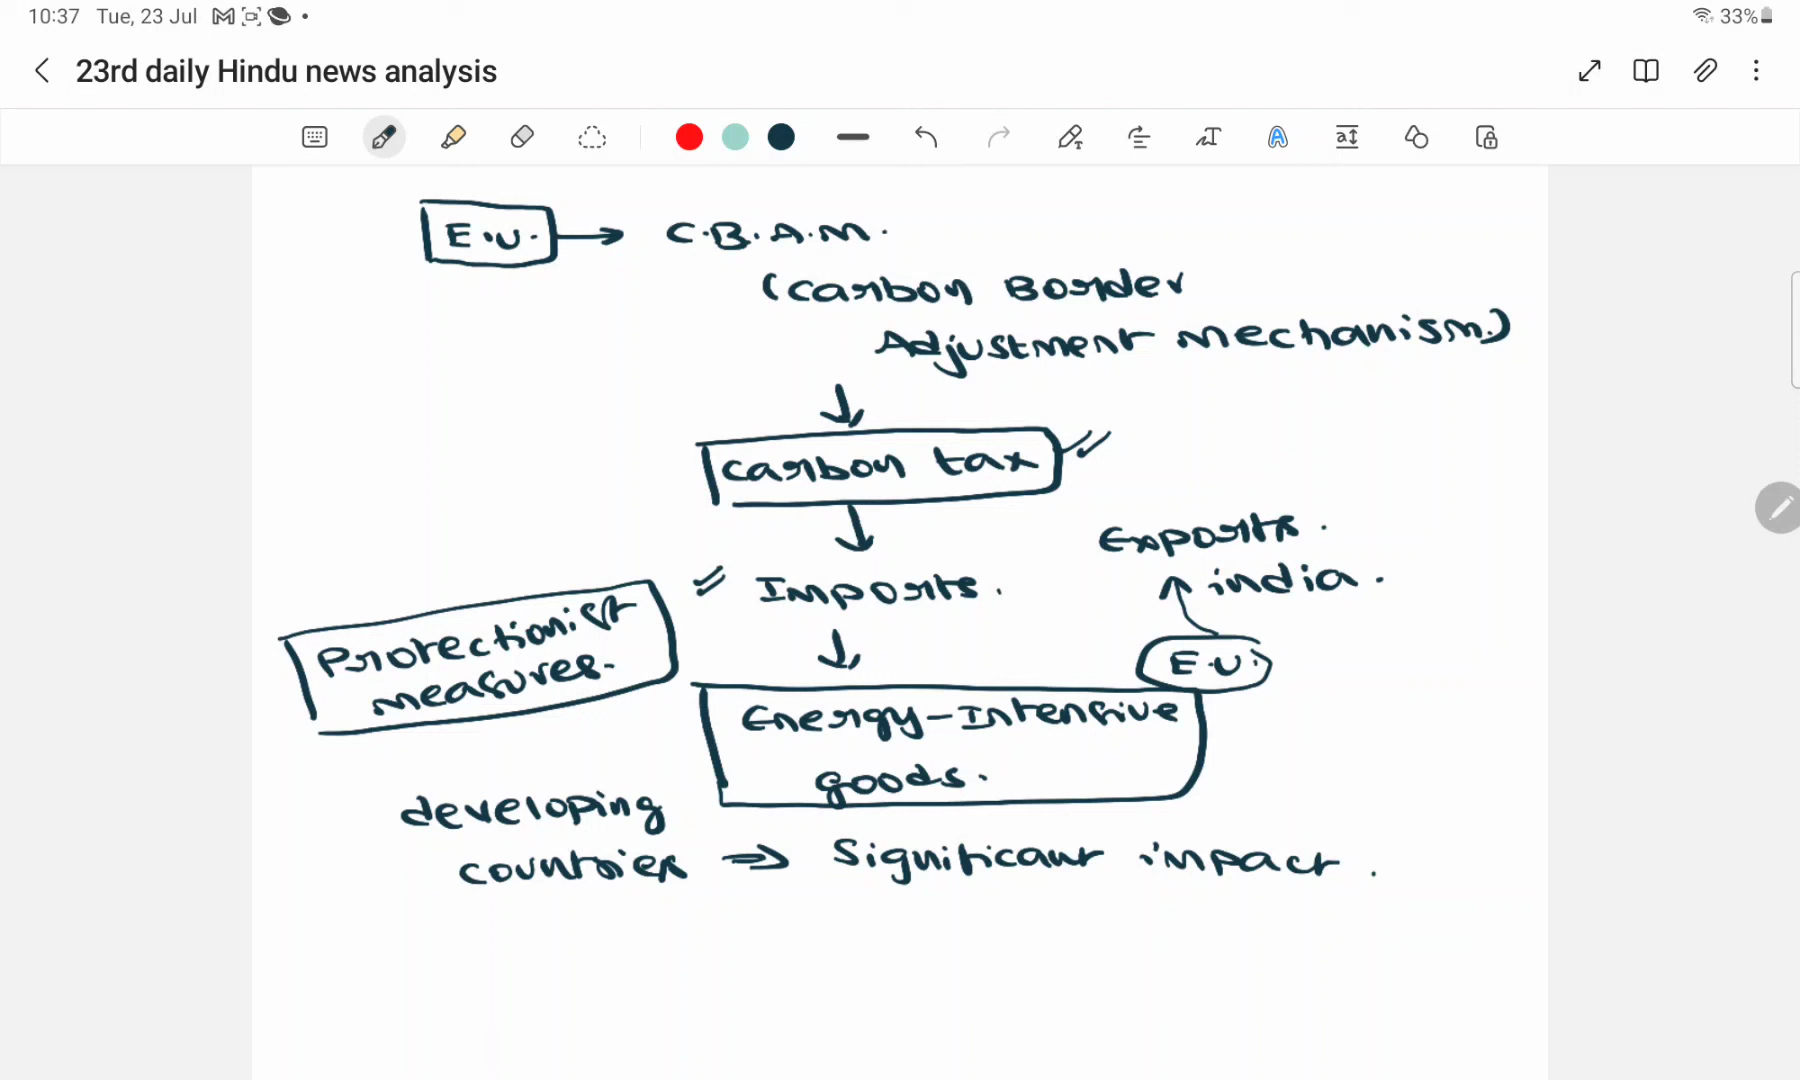 10:37 Tue, 23 Jul
33%
23rd daily Hindu news analysis
E.U. → C.B.A.M.
(Carbon Border
Adjustment Mechanism)
↓
Carbon tax
↓
Exports.
india.
Imports.
Protectionist
measures.
↓
E.U.
Energy-Intensive
goods.
developing
countries ⇒ Significant impact.